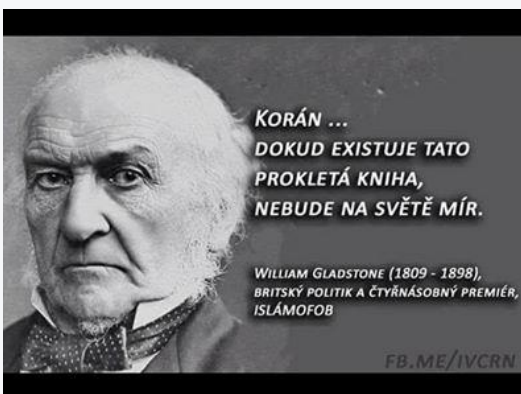 KORÁN ...
DOKUD EXISTUJE TATO
PROKLETÁ KNIHA,
NEBUDE NA SVĚTĚ MÍR.
WILLIAM GLADSTONE (1809 - 1898),
BRITSKÝ POLITIK A ČTYŘNÁSOBNÝ PREMIÉR,
ISLÁMOFOB
FB.ME/IVCRN